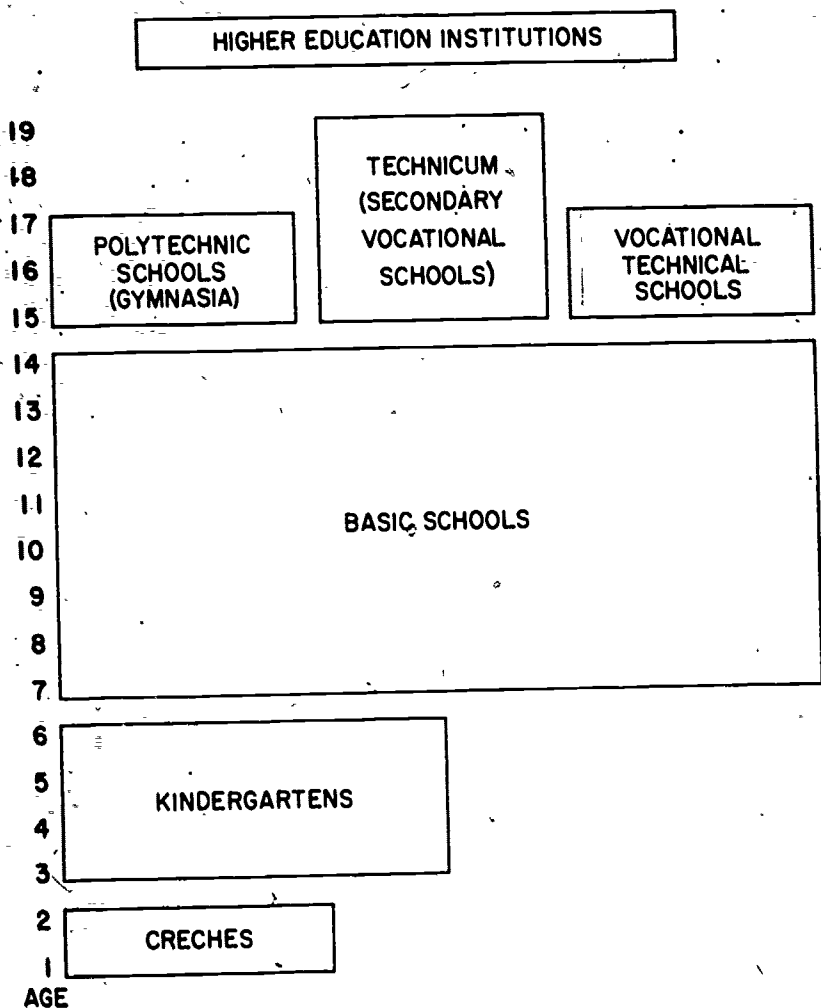 HIGHER EDUCATION INSTITUTIONS
19
18
17
16
15
TECHNICUM
(SECONDARY
VOCATIONAL
SCHOOLS)
POLYTECHNIC
SCHOOLS
(GYMNASIA)
VOCATIONAL
TECHNICAL
SCHOOLS
14
13
12
11
10
9
8
7
BASIC SCHOOLS
6
5
4
3
KINDERGARTENS
2
1
CRECHES
AGE